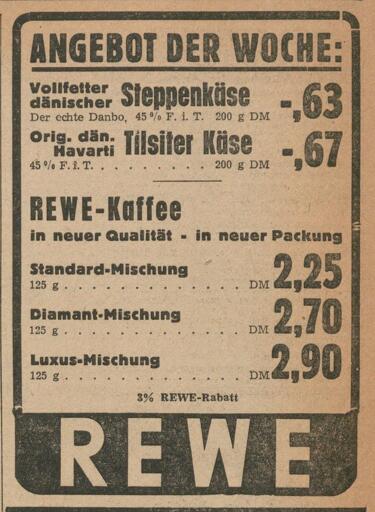 ANGEBOT DER WOCHE:
Vollfetter dänischer Steppenkäse -,63
Der echte Danbo, 45% F. i. T. 200 g DM
Orig. dän. Havarti Tilsiter Käse -,67
45% F. i. T. . . . . . . . . . 200 g DM
REWE-Kaffee
in neuer Qualität - in neuer Packung
Standard-Mischung
125 g . . . . . . . . . . . . . DM 2,25
Diamant-Mischung
125 g . . . . . . . . . . . . . DM 2,70
Luxus-Mischung
125 g . . . . . . . . . . . . . DM 2,90
3% REWE-Rabatt
REWE